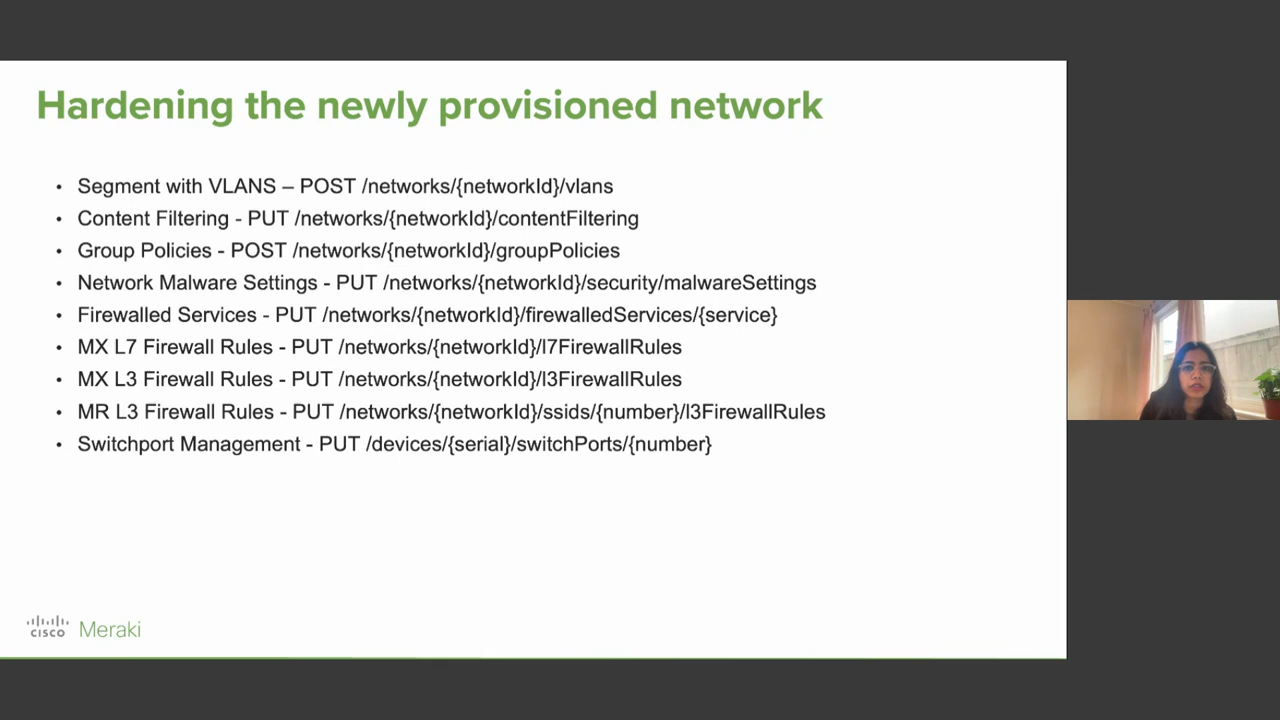 Hardening the newly provisioned network
• Segment with VLANS – POST /networks/{networkId}/vlans
• Content Filtering - PUT /networks/{networkId}/contentFiltering
• Group Policies - POST /networks/{networkId}/groupPolicies
• Network Malware Settings - PUT /networks/{networkId}/security/malwareSettings
• Firewalled Services - PUT /networks/{networkId}/firewalledServices/{service}
• MX L7 Firewall Rules - PUT /networks/{networkId}/l7FirewallRules
• MX L3 Firewall Rules - PUT /networks/{networkId}/l3FirewallRules
• MR L3 Firewall Rules - PUT /networks/{networkId}/ssids/{number}/l3FirewallRules
• Switchport Management - PUT /devices/{serial}/switchPorts/{number}
CISCO Meraki